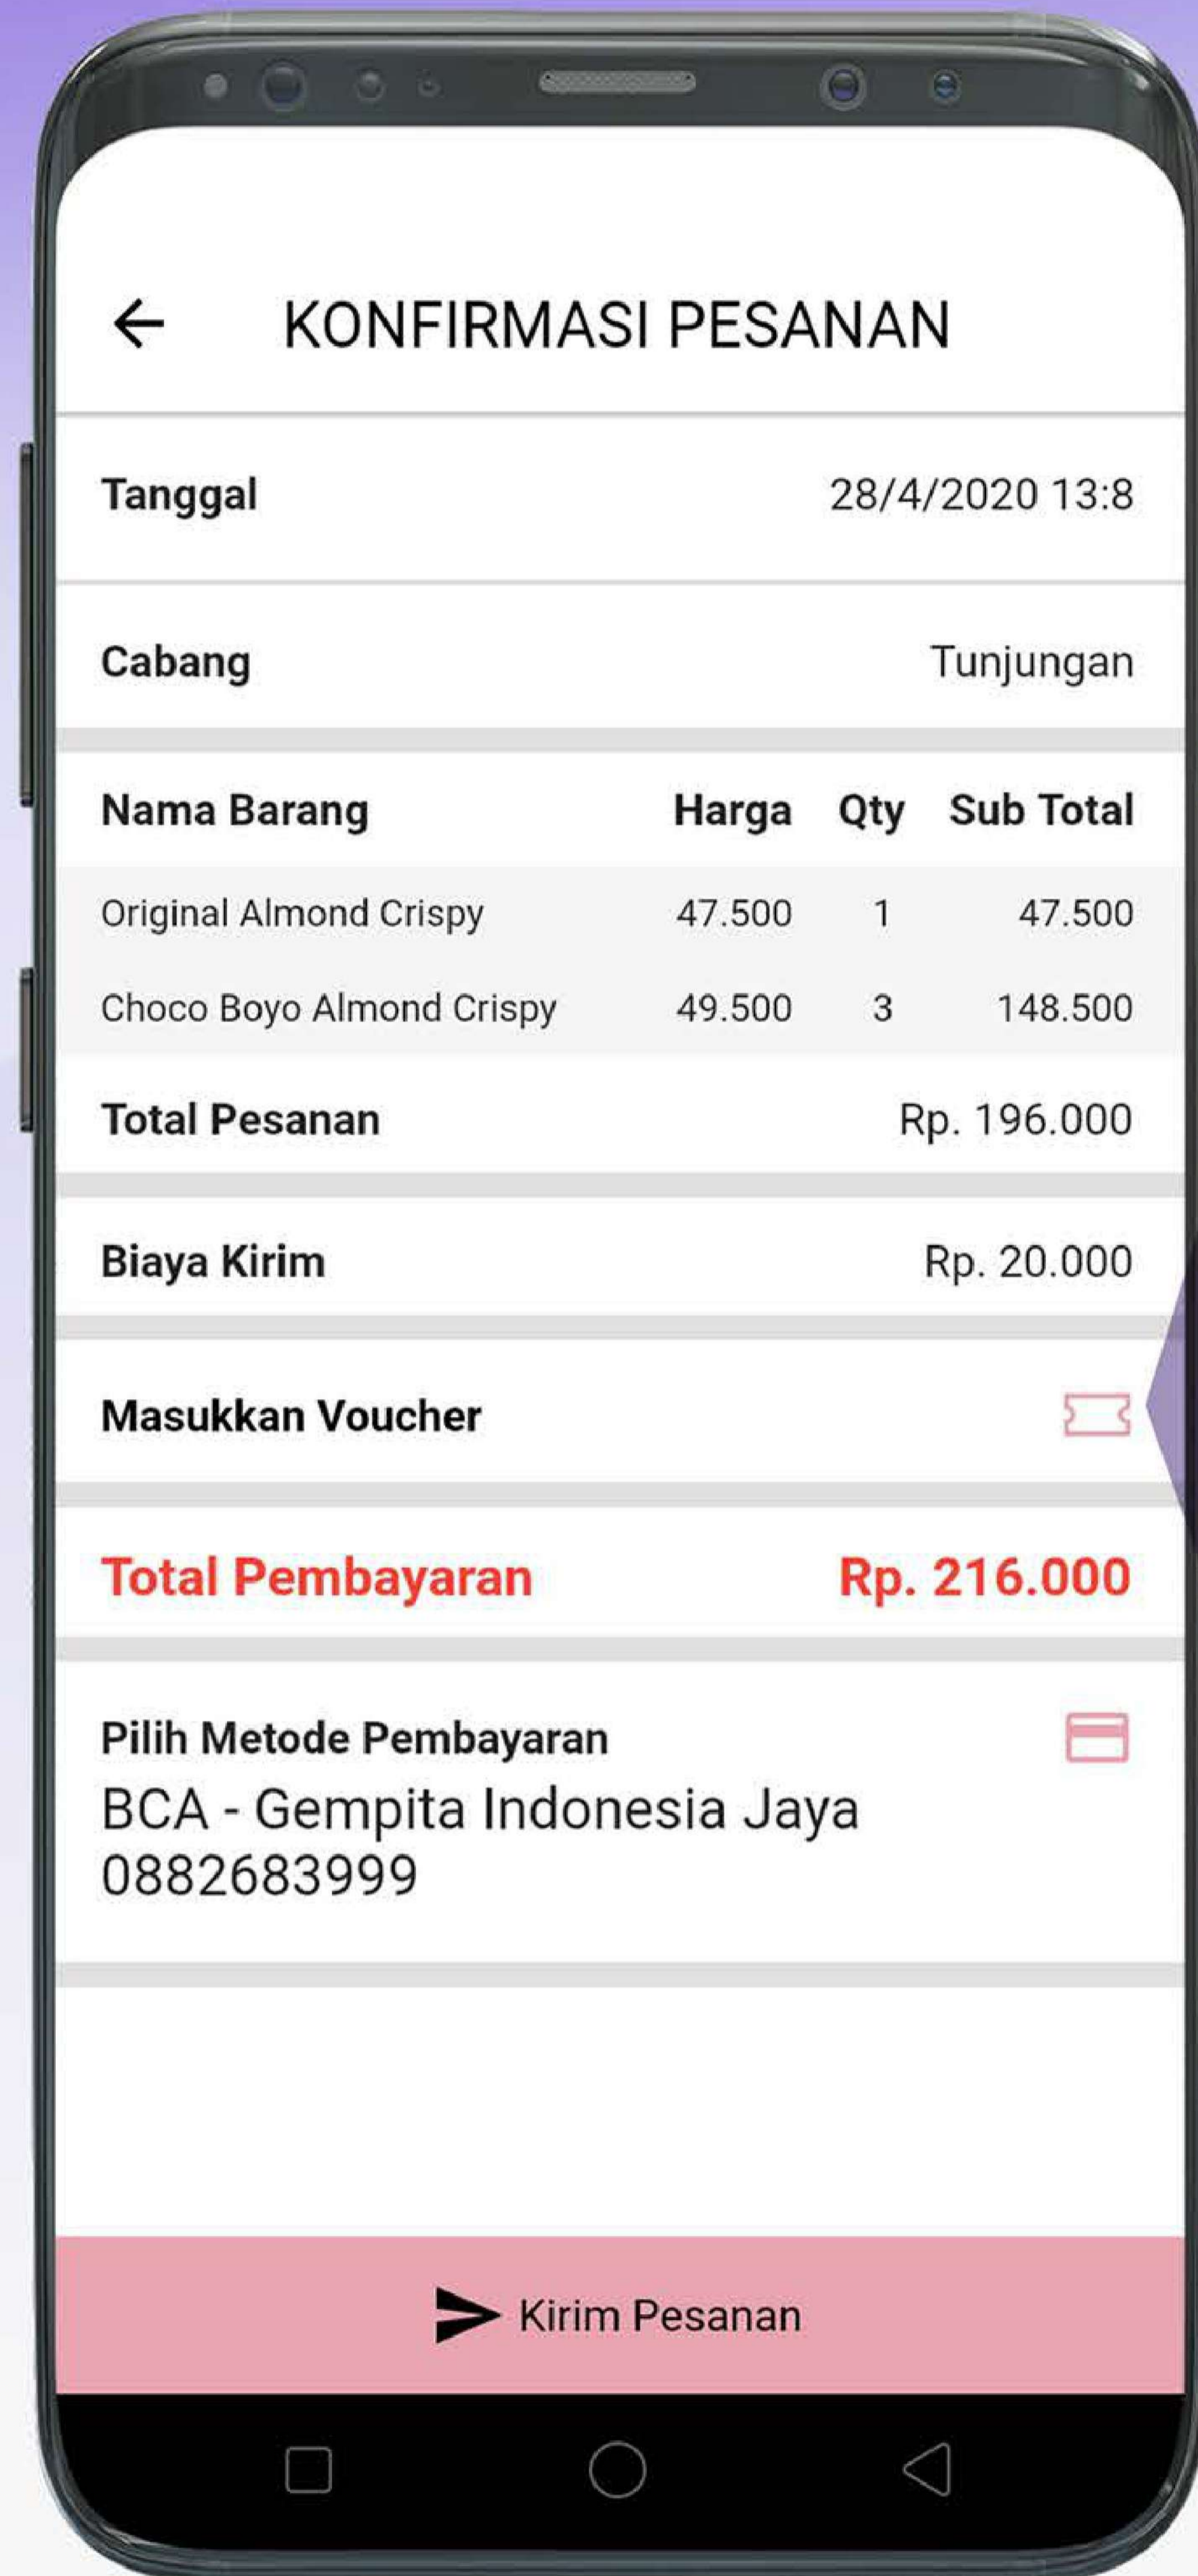 KONFIRMASI PESANAN
Tanggal 28/4/2020 13:8
Cabang Tunjungan
Nama Barang Harga Qty Sub Total
Original Almond Crispy 47.500 1 47.500
Choco Boyo Almond Crispy 49.500 3 148.500
Total Pesanan Rp. 196.000
Biaya Kirim Rp. 20.000
Masukkan Voucher
Total Pembayaran Rp. 216.000
Pilih Metode Pembayaran
BCA - Gempita Indonesia Jaya
0882683999
Kirim Pesanan